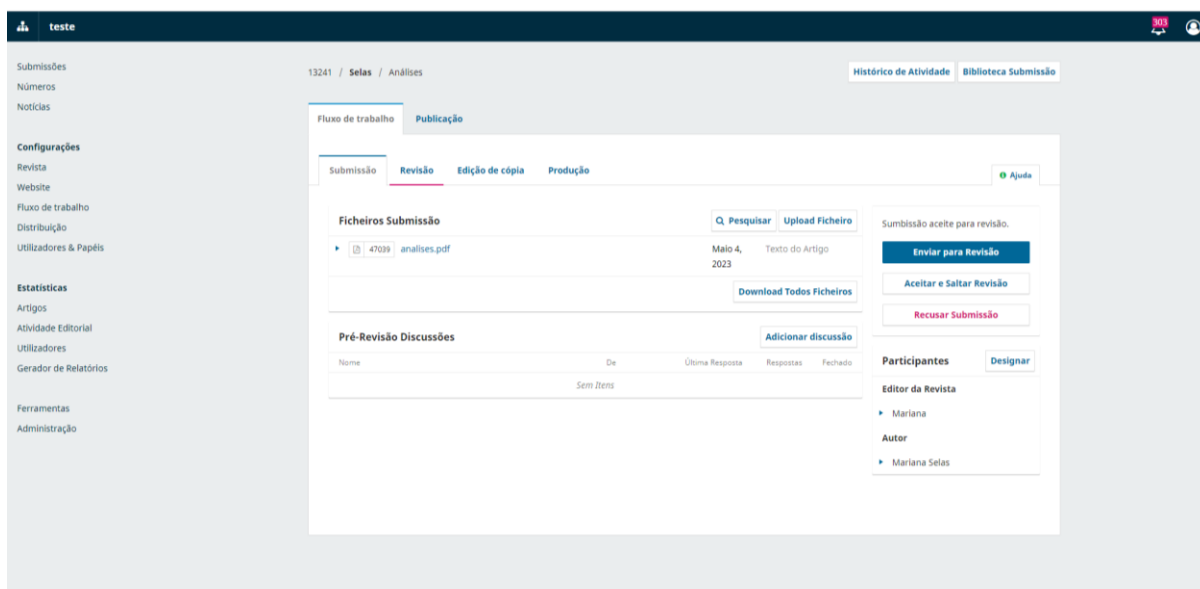 teste
303
Submissões
Números
Notícias
Configurações
Revista
Website
Fluxo de trabalho
Distribuição
Utilizadores & Papéis
Estatísticas
Artigos
Atividade Editorial
Utilizadores
Gerador de Relatórios
Ferramentas
Administração
13241 / Selas / Análises
Histórico de Atividade Biblioteca Submissão
Fluxo de trabalho Publicação
Submissão Revisão Edição de cópia Produção
Ajuda
Ficheiros Submissão Pesquisar Upload Ficheiro
47039 analises.pdf Maio 4, 2023 Texto do Artigo
Download Todos Ficheiros
Pré-Revisão Discussões Adicionar discussão
Nome De Última Resposta Respostas Fechado
Sem Itens
Sumbissão aceite para revisão.
Enviar para Revisão
Aceitar e Saltar Revisão
Recusar Submissão
Participantes Designar
Editor da Revista
Mariana
Autor
Mariana Selas